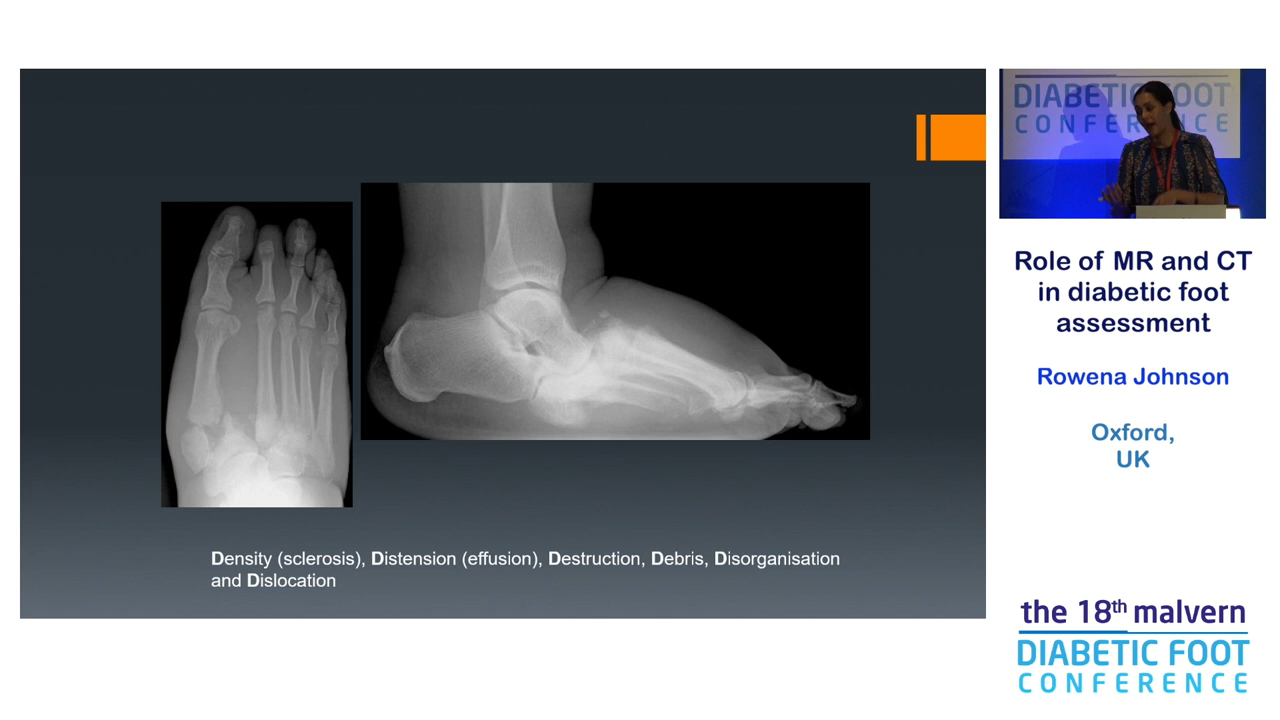 Density (sclerosis), Distension (effusion), Destruction, Debris, Disorganisation
and Dislocation
DIABETIC FOOT
CONFERENCE
Role of MR and CT
in diabetic foot
assessment
Rowena Johnson
Oxford,
UK
the 18th malvern
DIABETIC FOOT
CONFERENCE